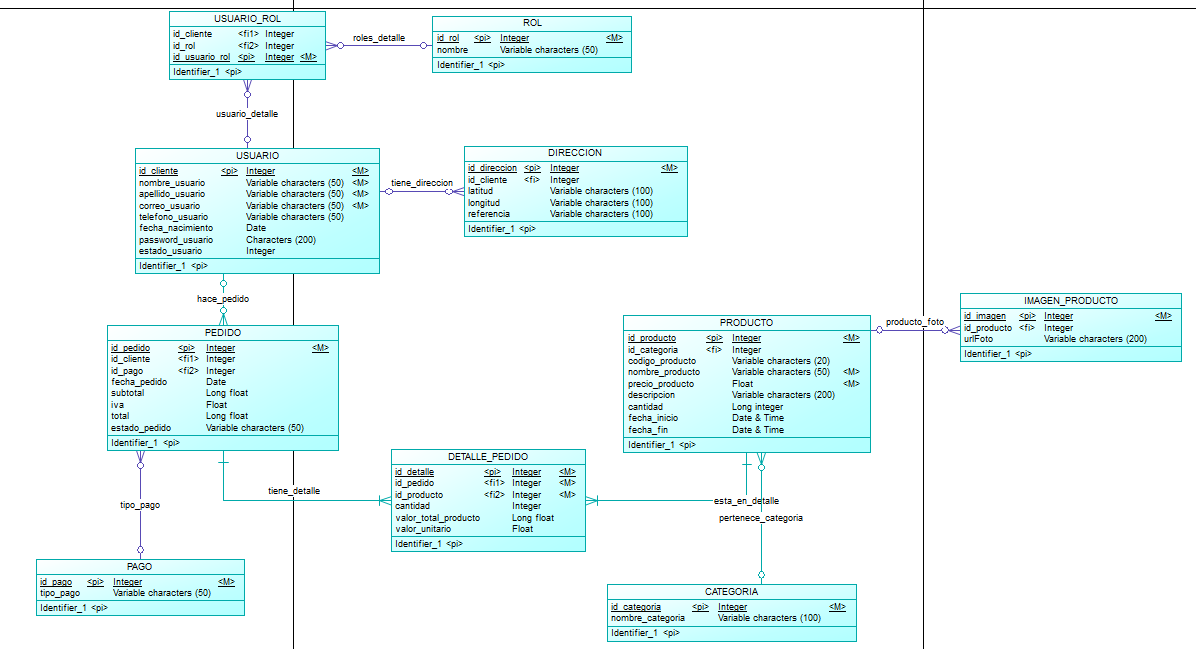 USUARIO_ROL
id_cliente <fi1> Integer
id_rol <fi2> Integer
id_usuario_rol <pi> Integer <M>
Identifier_1 <pi>
roles_detalle
ROL
id_rol <pi> Integer <M>
nombre Variable characters (50)
Identifier_1 <pi>
usuario_detalle
USUARIO
id_cliente <pi> Integer <M>
nombre_usuario Variable characters (50) <M>
apellido_usuario Variable characters (50) <M>
correo_usuario Variable characters (50) <M>
telefono_usuario Variable characters (50)
fecha_nacimiento Date
password_usuario Characters (200)
estado_usuario Integer
Identifier_1 <pi>
tiene_direccion
DIRECCION
id_direccion <pi> Integer <M>
id_cliente <fi> Integer
latitud Variable characters (100)
longitud Variable characters (100)
referencia Variable characters (100)
Identifier_1 <pi>
hace_pedido
PEDIDO
id_pedido <pi> Integer <M>
id_cliente <fi1> Integer
id_pago <fi2> Integer
fecha_pedido Date
subtotal Long float
iva Float
total Long float
estado_pedido Variable characters (50)
Identifier_1 <pi>
PRODUCTO
id_producto <pi> Integer <M>
id_categoria <fi> Integer
codigo_producto Variable characters (20)
nombre_producto Variable characters (50) <M>
precio_producto Float <M>
descripcion Variable characters (200)
cantidad Long integer
fecha_inicio Date & Time
fecha_fin Date & Time
Identifier_1 <pi>
producto_foto
IMAGEN_PRODUCTO
id_imagen <pi> Integer <M>
id_producto <fi> Integer
urlFoto Variable characters (200)
Identifier_1 <pi>
tiene_detalle
DETALLE_PEDIDO
id_detalle <pi> Integer <M>
id_pedido <fi1> Integer <M>
id_producto <fi2> Integer <M>
cantidad Integer
valor_total_producto Long float
valor_unitario Float
Identifier_1 <pi>
esta_en_detalle
pertenece_categoria
tipo_pago
PAGO
id_pago <pi> Integer <M>
tipo_pago Variable characters (50)
Identifier_1 <pi>
CATEGORIA
id_categoria <pi> Integer <M>
nombre_categoria Variable characters (100)
Identifier_1 <pi>